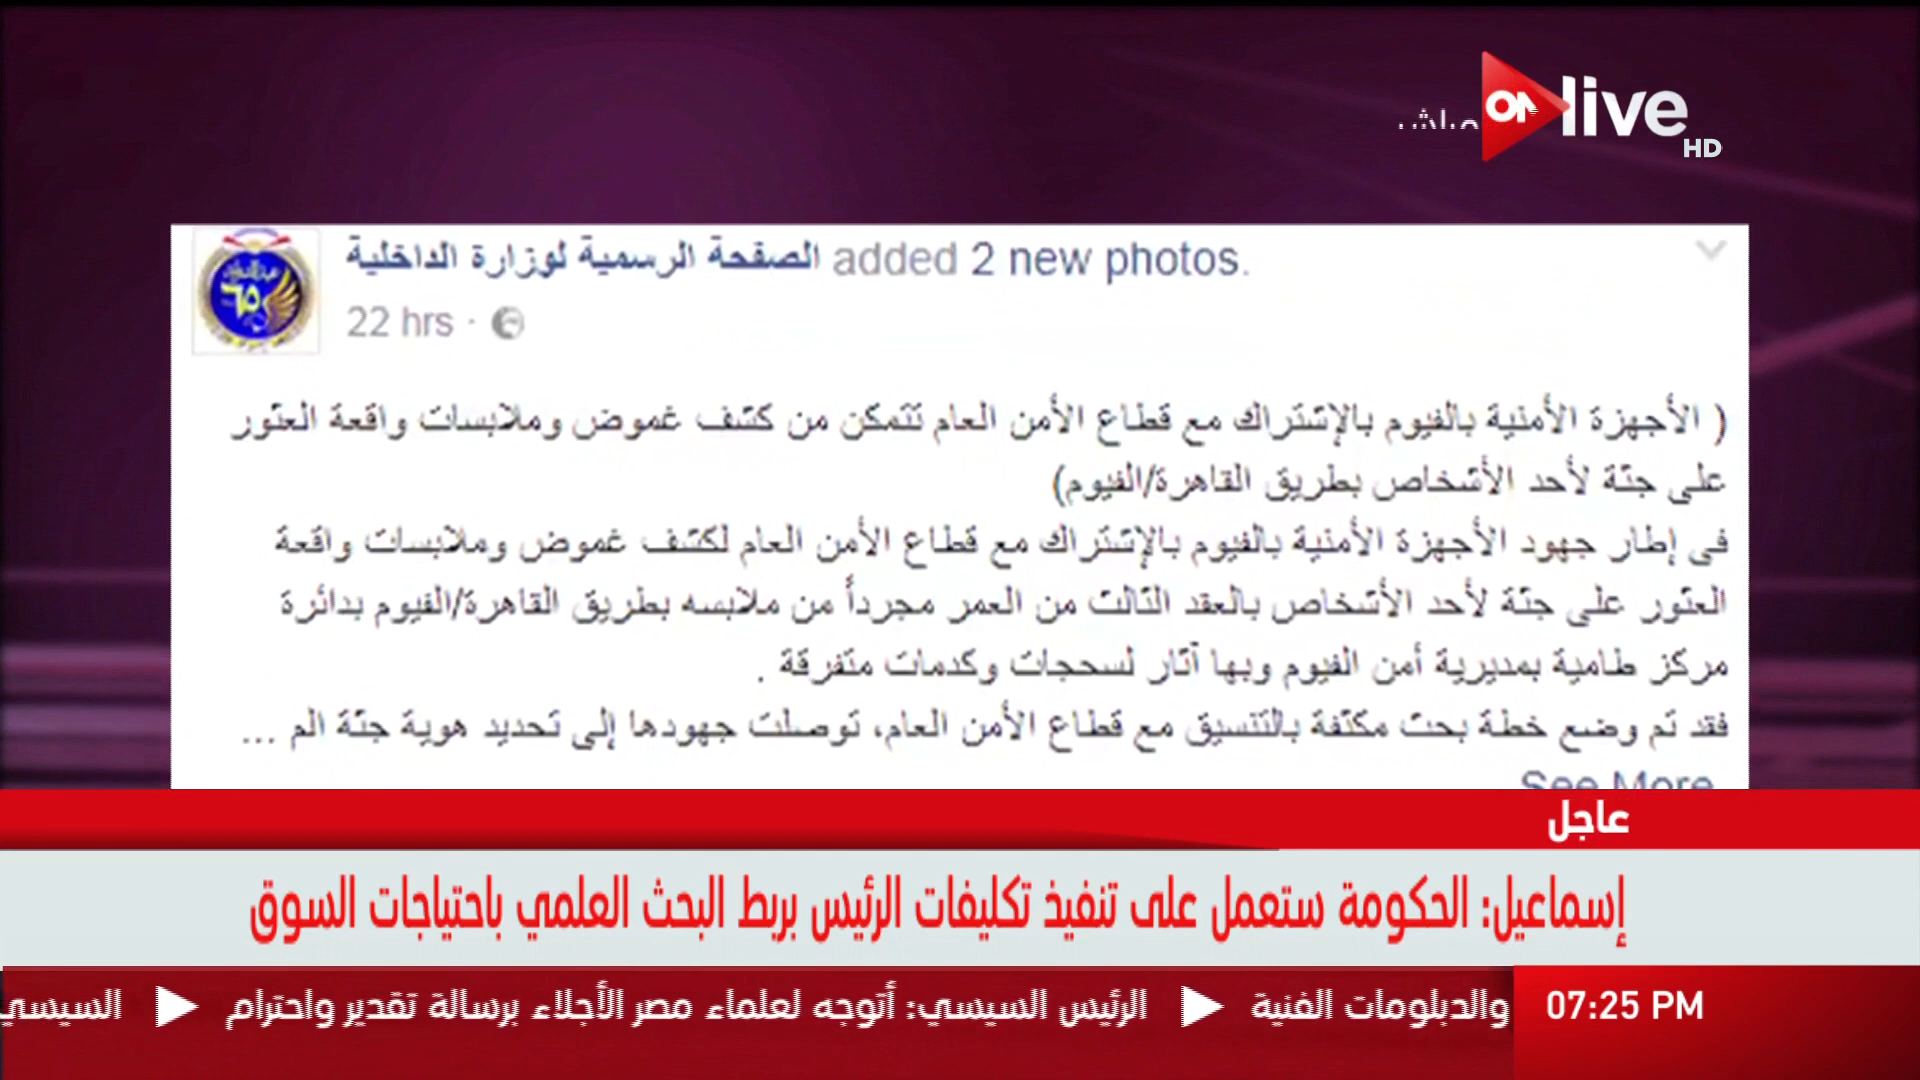 مباشر ON live
HD
الصفحة الرسمية لوزارة الداخلية added 2 new photos.
22 hrs ·
( الأجهزة الأمنية بالفيوم بالإشتراك مع قطاع الأمن العام تتمكن من كشف غموض وملابسات واقعة العثور
على جثة لأحد الأشخاص بطريق القاهرة/الفيوم)
فى إطار جهود الأجهزة الأمنية بالفيوم بالإشتراك مع قطاع الأمن العام لكشف غموض وملابسات واقعة
العثور على جثة لأحد الأشخاص بالعقد الثالث من العمر مجرداً من ملابسه بطريق القاهرة/الفيوم بدائرة
مركز طامية بمديرية أمن الفيوم وبها آثار لسحجات وكدمات متفرقة .
فقد تم وضع خطة بحث مكثفة بالتنسيق مع قطاع الأمن العام، توصلت جهودها إلى تحديد هوية جثة الم ...
See More
عاجل
إسماعيل: الحكومة ستعمل على تنفيذ تكليفات الرئيس بربط البحث العلمي باحتياجات السوق
07:25 PM
والدبلومات الفنية ◀ الرئيس السيسي: أتوجه لعلماء مصر الأجلاء برسالة تقدير واحترام ◀ السيسي